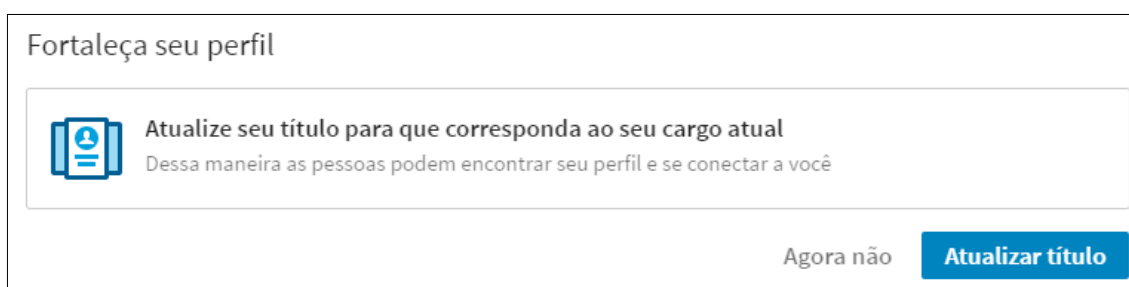 Fortaleça seu perfil
Atualize seu título para que corresponda ao seu cargo atual
Dessa maneira as pessoas podem encontrar seu perfil e se conectar a você
Agora não
Atualizar título